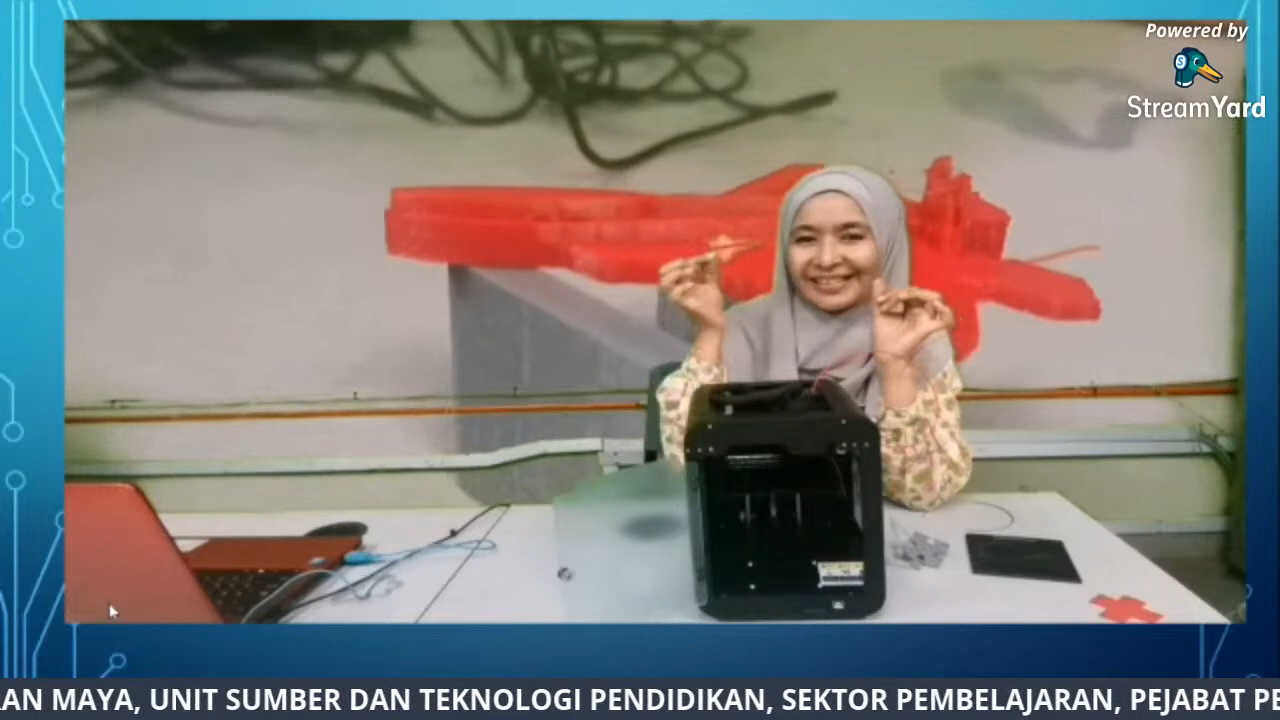 Powered by
StreamYard
AN MAYA, UNIT SUMBER DAN TEKNOLOGI PENDIDIKAN, SEKTOR PEMBELAJARAN, PEJABAT PE